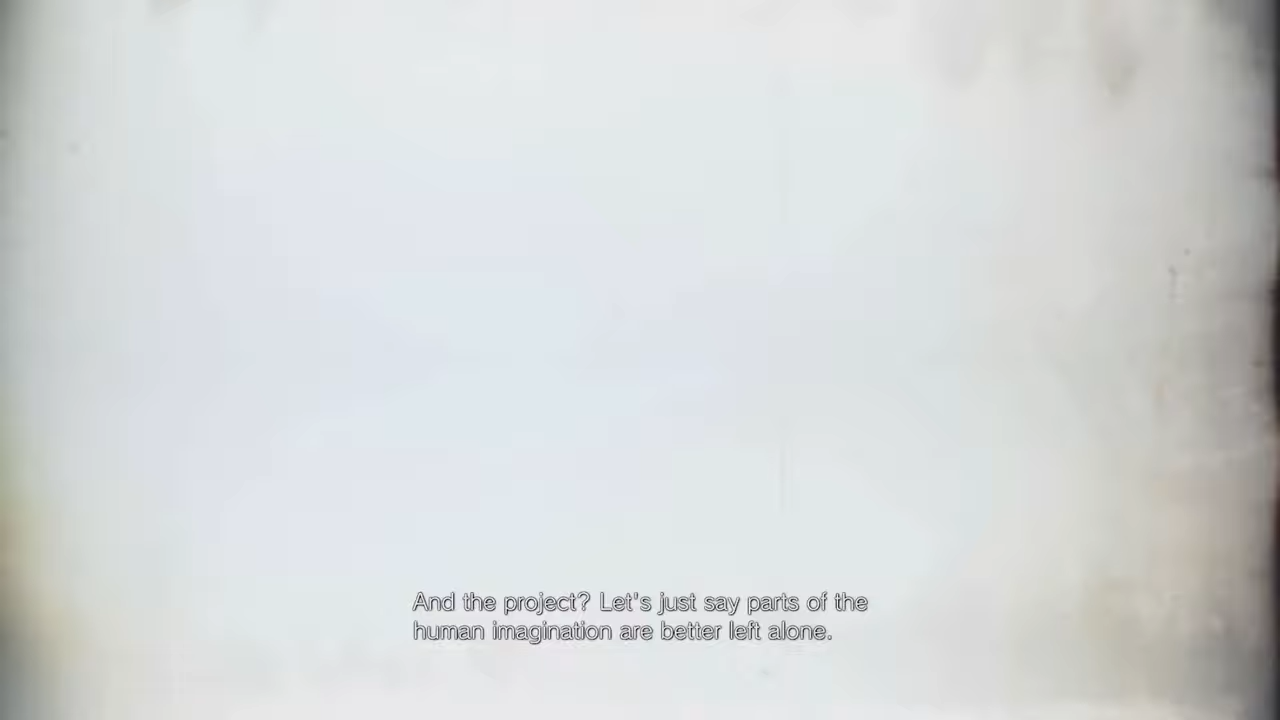 And the project? Let's just say parts of the
human imagination are better left alone.